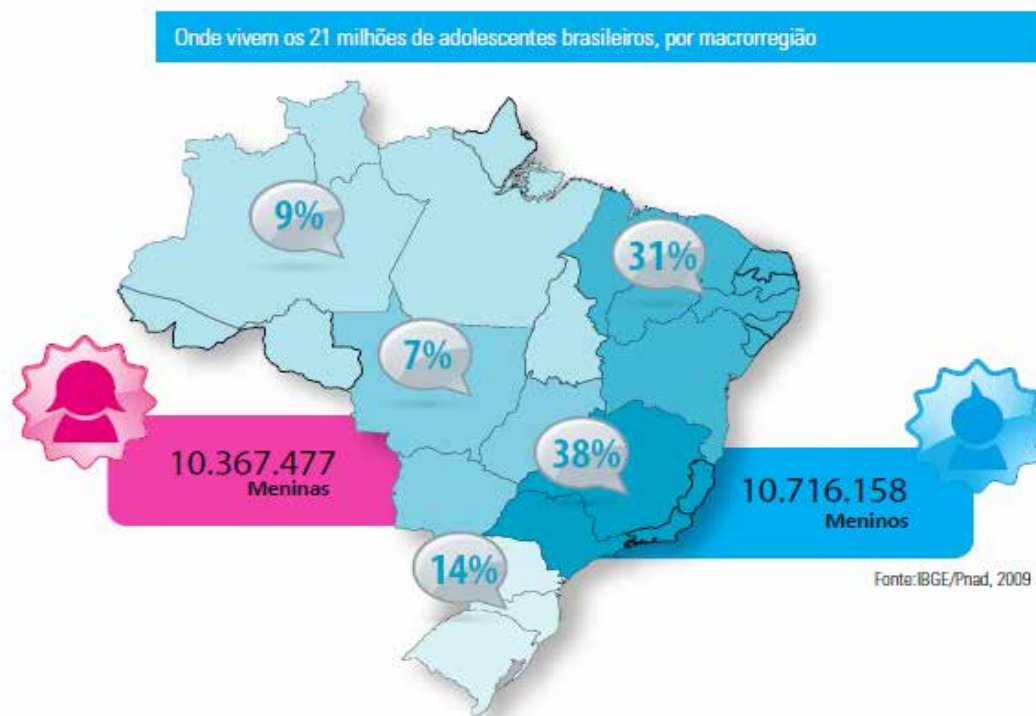 Onde vivem os 21 milhões de adolescentes brasileiros, por macrorregião
9%
31%
7%
38%
10.367.477
Meninas
10.716.158
Meninos
14%
Fonte:IBGE/Pnad, 2009